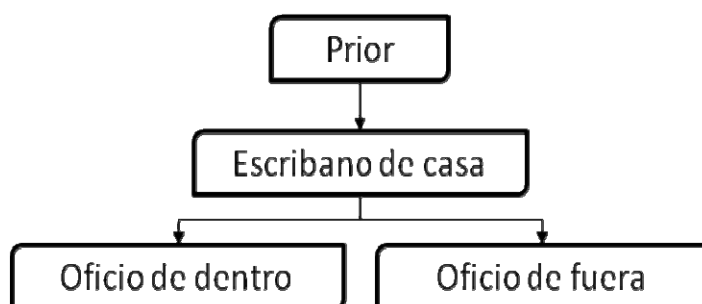 Prior
Escribano de casa
Oficio de dentro
Oficio de fuera